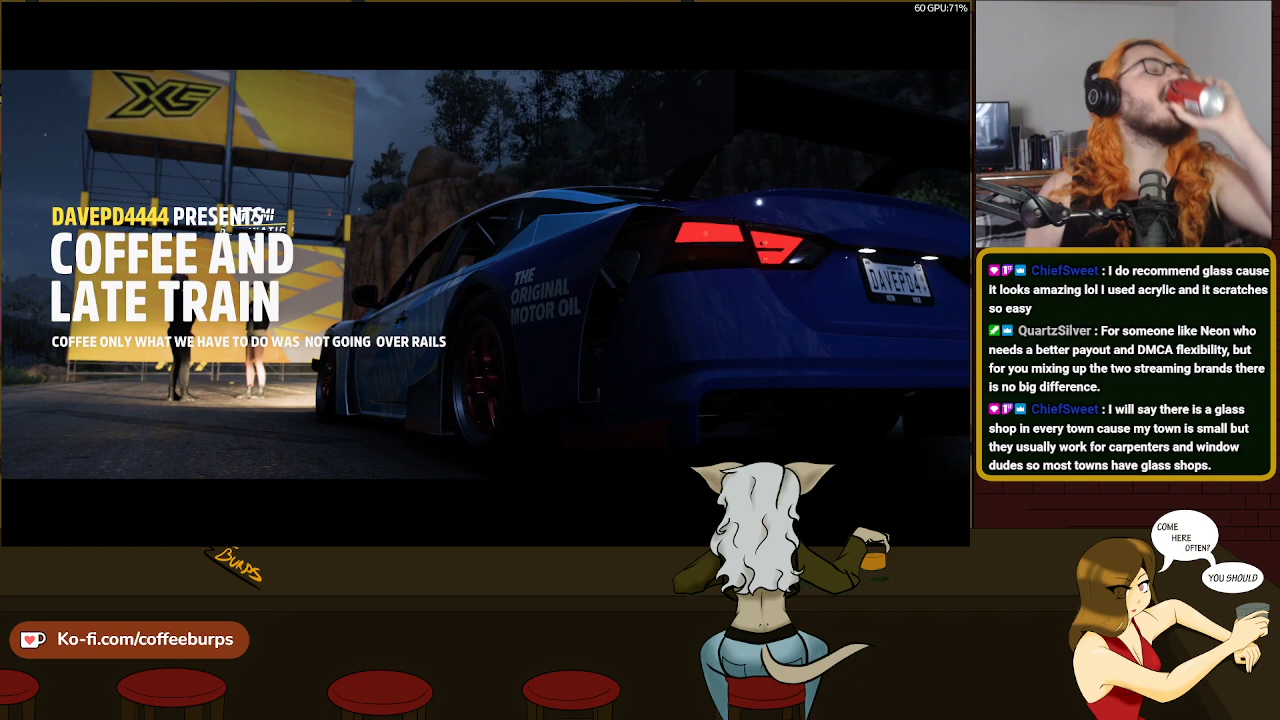 60 GPU:71%
XS
DAVEPD4444 PRESENTS
COFFEE AND
LATE TRAIN
COFFEE ONLY WHAT WE HAVE TO DO WAS NOT GOING OVER RAILS
THE
ORIGINAL
MOTOR OIL
DAVEPD4
ChiefSweet : I do recommend glass cause
it looks amazing lol I used acrylic and it scratches
so easy
QuartzSilver : For someone like Neon who
needs a better payout and DMCA flexibility, but
for you mixing up the two streaming brands there
is no big difference.
ChiefSweet : I will say there is a glass
shop in every town cause my town is small but
they usually work for carpenters and window
dudes so most towns have glass shops.
COME
HERE
OFTEN?
YOU SHOULD
BURPS
Ko-fi.com/coffeeburps